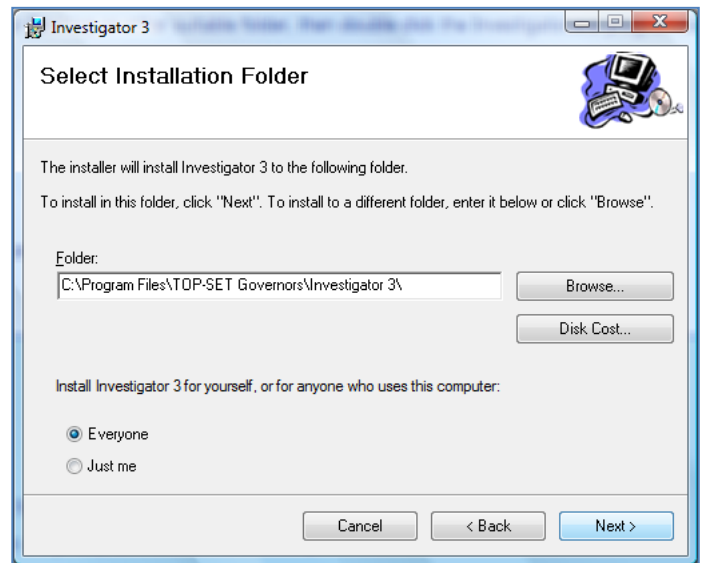 Investigator 3
Select Installation Folder
The installer will install Investigator 3 to the following folder.
To install in this folder, click "Next". To install to a different folder, enter it below or click "Browse".
Folder:
C:\Program Files\TOP-SET Governors\Investigator 3\
Browse...
Disk Cost...
Install Investigator 3 for yourself, or for anyone who uses this computer:
Everyone
Just me
Cancel
< Back
Next >